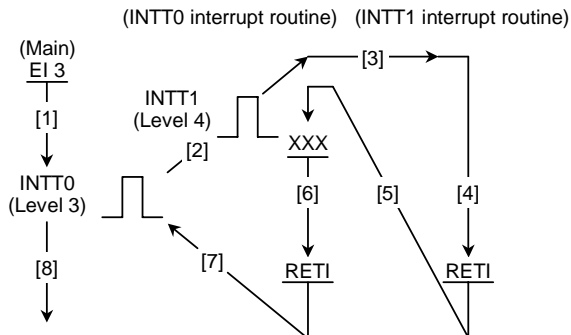 (INTT0 interrupt routine) (INTT1 interrupt routine)
(Main)
EI 3
[1]
INTT1
(Level 4)
[2]
[3]
XXX
INTT0
(Level 3)
[6]
[5]
[4]
[8]
[7]
RETI
RETI